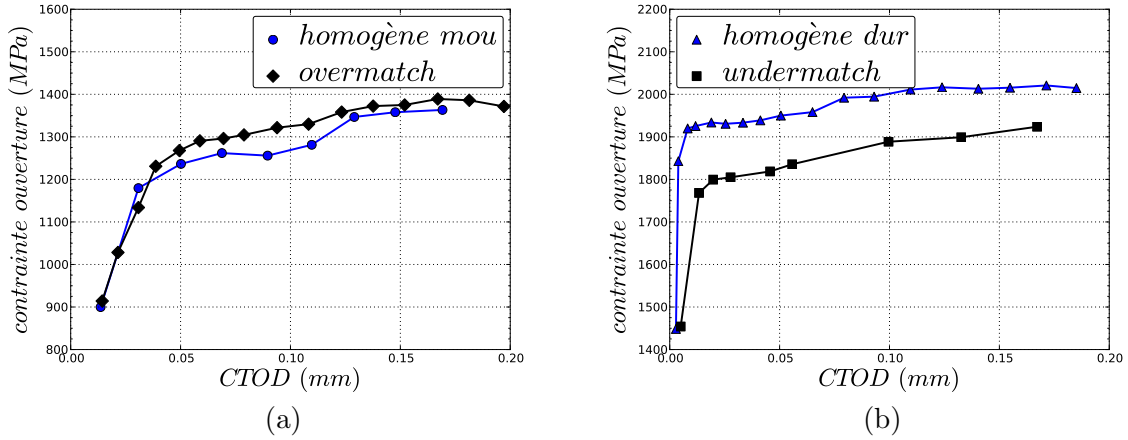 1600
1500
1400
1300
1200
1100
1000
900
800
contrainte ouverture (MPa)
homogène mou
overmatch
0.00 0.05 0.10 0.15 0.20
CTOD (mm)
(a)
2200
2100
2000
1900
1800
1700
1600
1500
1400
contrainte ouverture (MPa)
homogène dur
undermatch
0.00 0.05 0.10 0.15 0.20
CTOD (mm)
(b)